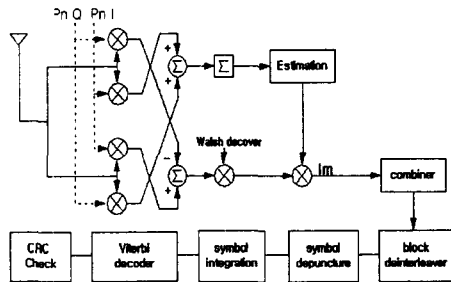 Pn Q Pn I
+
Σ
+
Σ
Estimation
Walsh decover
−
Σ
+
Im
combiner
CRC
Check
Viterbi
decoder
symbol
integration
symbol
depuncture
block
deinterleaver